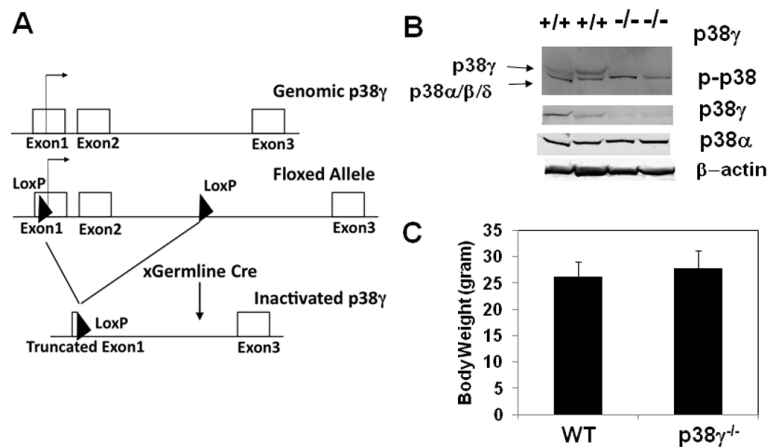 A
Genomic p38γ
Exon1 Exon2 Exon3
Floxed Allele
LoxP LoxP
Exon1 Exon2 Exon3
xGermline Cre
Inactivated p38γ
LoxP
Truncated Exon1 Exon3
B
+/+ +/+ -/- -/- p38γ
p38γ
p38α/β/δ
p-p38
p38γ
p38α
β−actin
C
Body Weight (gram)
35
30
25
20
15
10
5
0
WT p38γ-/-